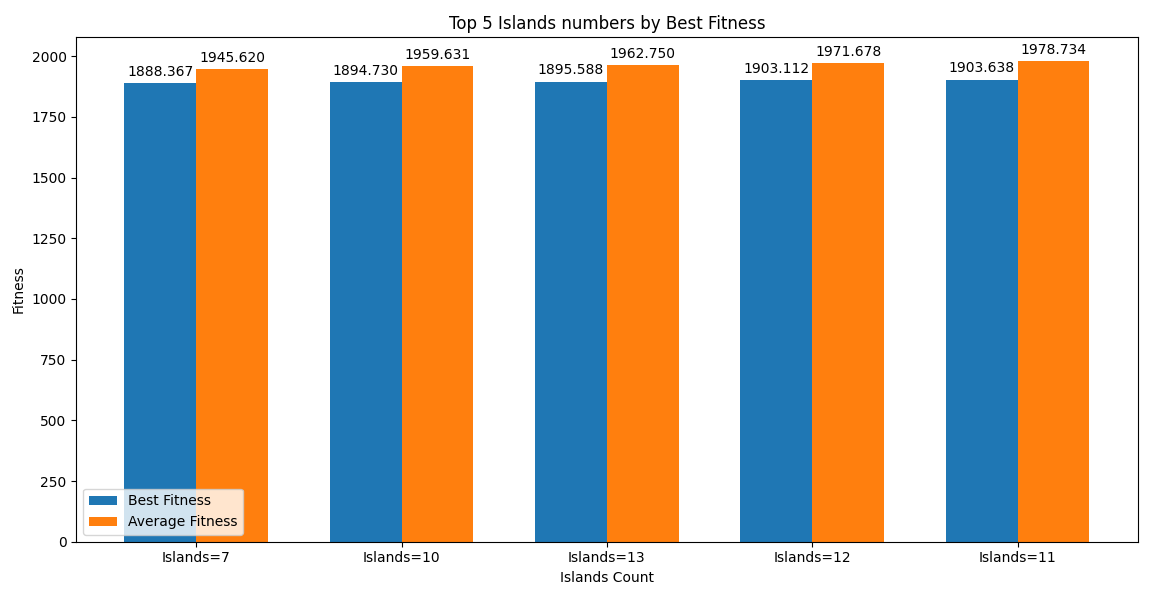 Top 5 Islands numbers by Best Fitness
Fitness
2000
1750
1500
1250
1000
750
500
250
0
1888.367
1945.620
1894.730
1959.631
1895.588
1962.750
1903.112
1971.678
1903.638
1978.734
Best Fitness
Average Fitness
Islands=7
Islands=10
Islands=13
Islands=12
Islands=11
Islands Count